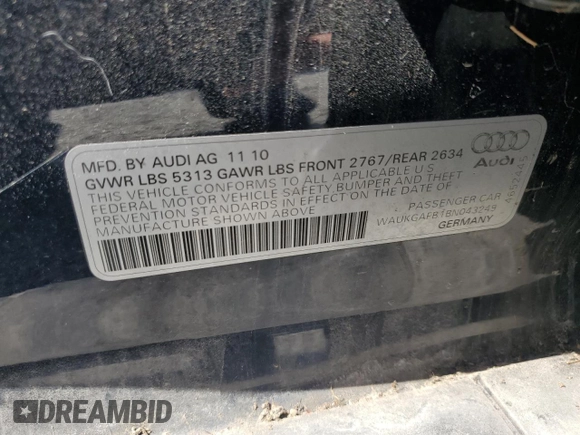 MFD. BY AUDI AG 11 10
GVWR LBS 5313 GAWR LBS FRONT 2767/REAR 2634
THIS VEHICLE CONFORMS TO ALL APPLICABLE U S
FEDERAL MOTOR VEHICLE SAFETY BUMPER AND THEFT
PREVENTION STANDARDS IN EFFECT ON THE DATE OF
MANUFACTURE SHOWN ABOVE
Audi
PASSENGER CAR
WAUKGAFB1BN043249
GERMANY
DREAMBID